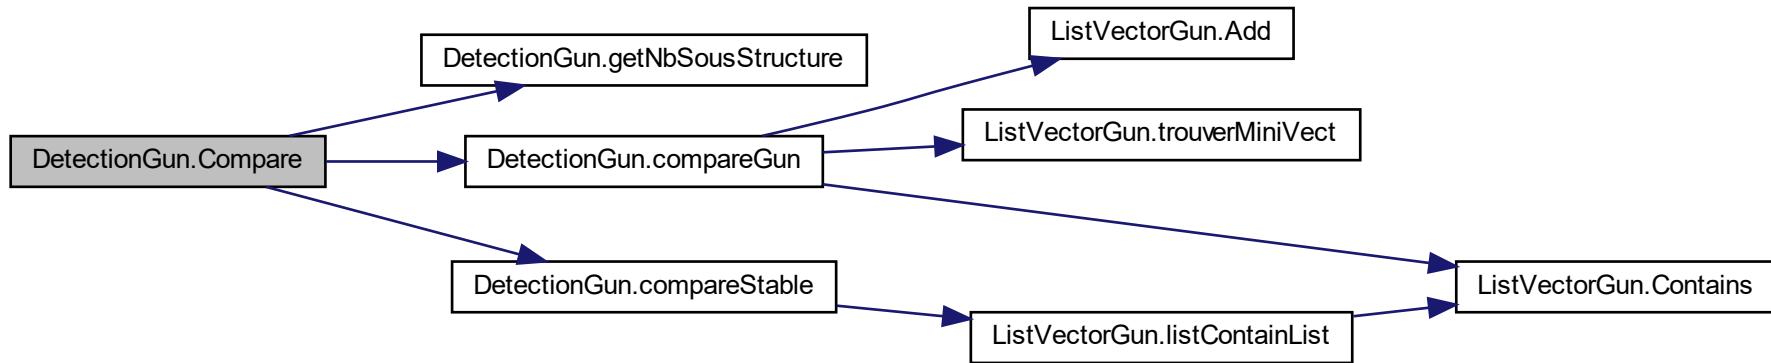 ListVectorGun.Add
DetectionGun.getNbSousStructure
ListVectorGun.trouverMiniVect
DetectionGun.Compare
DetectionGun.compareGun
DetectionGun.compareStable
ListVectorGun.Contains
ListVectorGun.listContainList